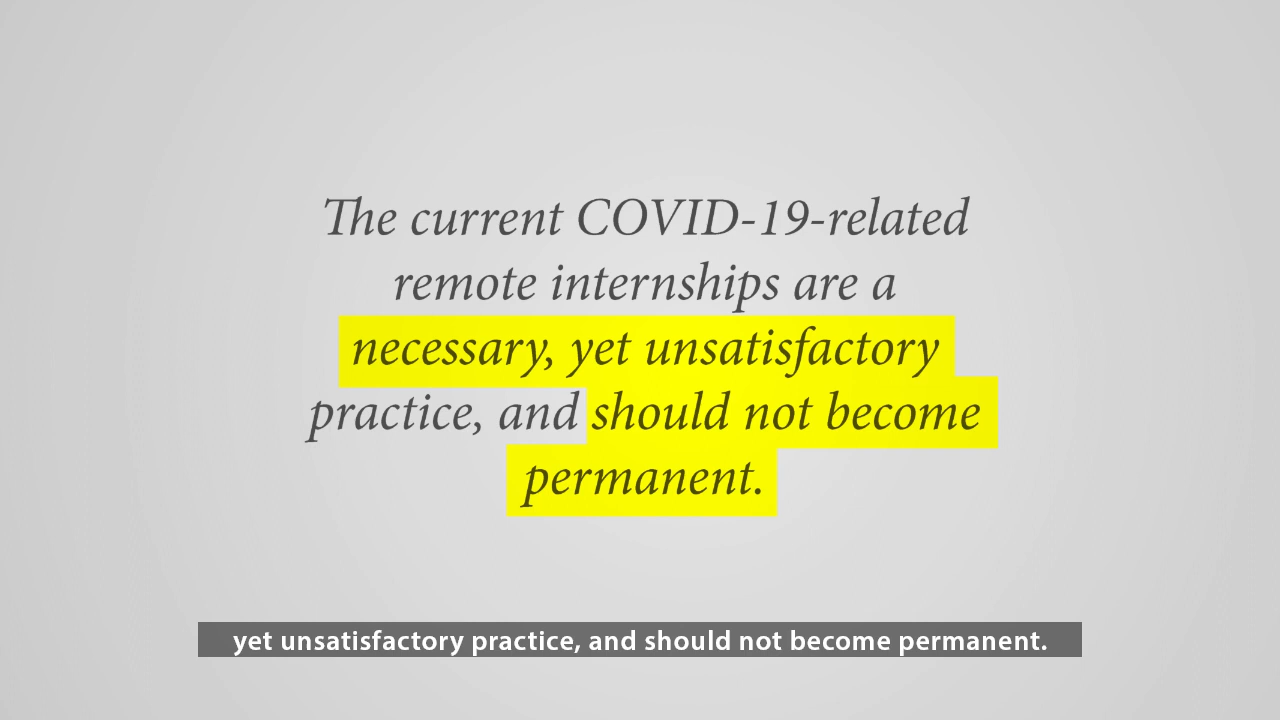 The current COVID-19-related
remote internships are a
necessary, yet unsatisfactory
practice, and should not become
permanent.
yet unsatisfactory practice, and should not become permanent.